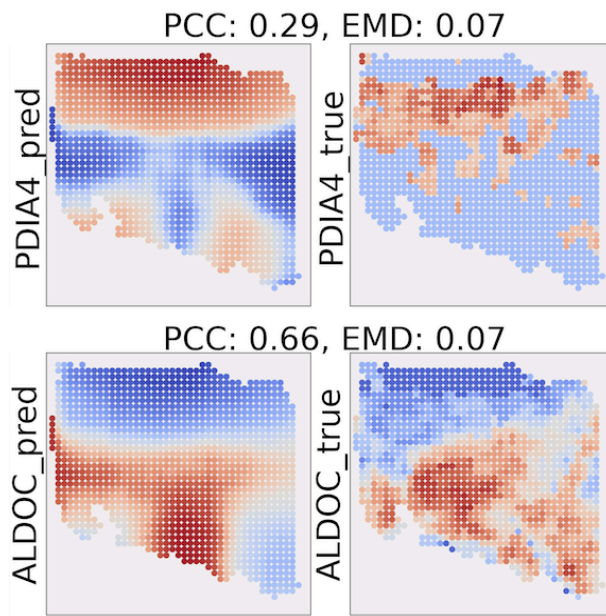 PCC: 0.29, EMD: 0.07
PDIA4_pred
PDIA4_true
PCC: 0.66, EMD: 0.07
ALDOC_pred
ALDOC_true